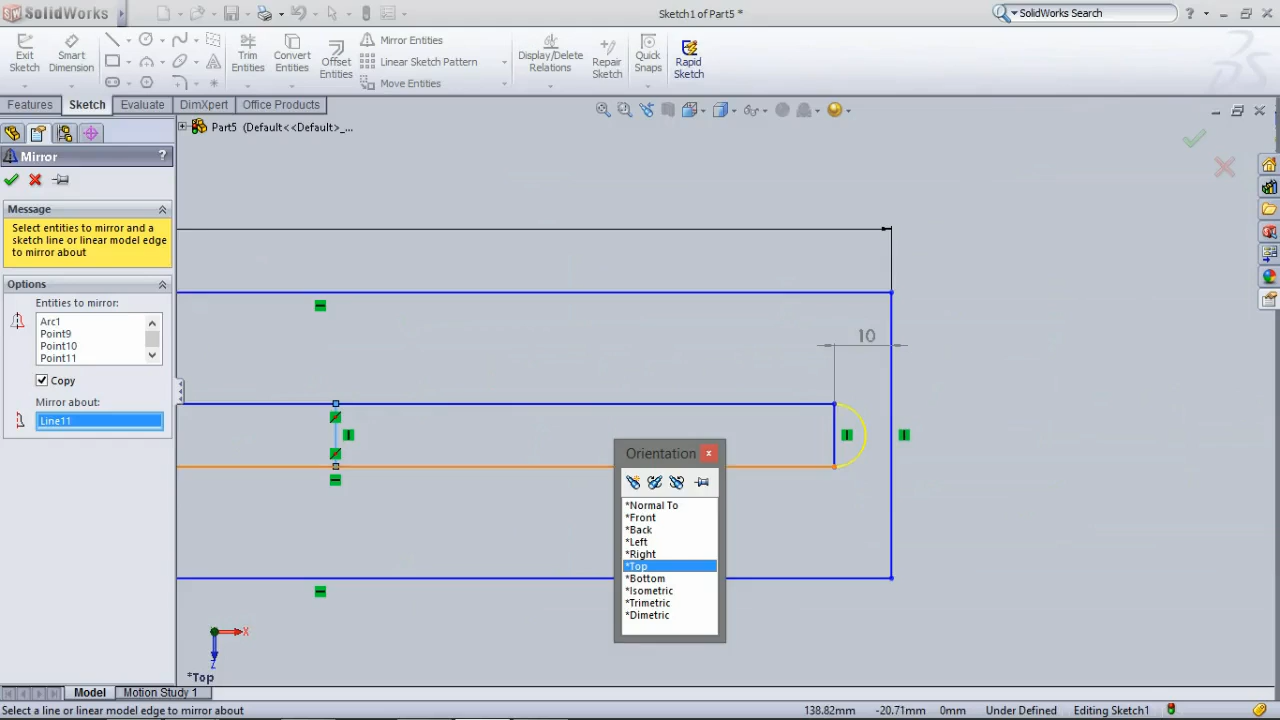 SolidWorks
Sketch1 of Part5 *
SolidWorks Search
?
Exit Sketch
Smart Dimension
Trim Entities
Convert Entities
Offset Entities
Mirror Entities
Linear Sketch Pattern
Move Entities
Display/Delete Relations
Repair Sketch
Quick Snaps
Rapid Sketch
Features
Sketch
Evaluate
DimXpert
Office Products
Part5 (Default<<Default>_...
Mirror
?
Message
Select entities to mirror and a
sketch line or linear model edge
to mirror about
Options
Entities to mirror:
Arc1
Point9
Point10
Point11
Copy
Mirror about:
Line11
10
Orientation
*Normal To
*Front
*Back
*Left
*Right
*Top
*Bottom
*Isometric
*Trimetric
*Dimetric
X
Z
*Top
Model
Motion Study 1
Select a line or linear model edge to mirror about
138.82mm
-20.71mm
0mm
Under Defined
Editing Sketch1